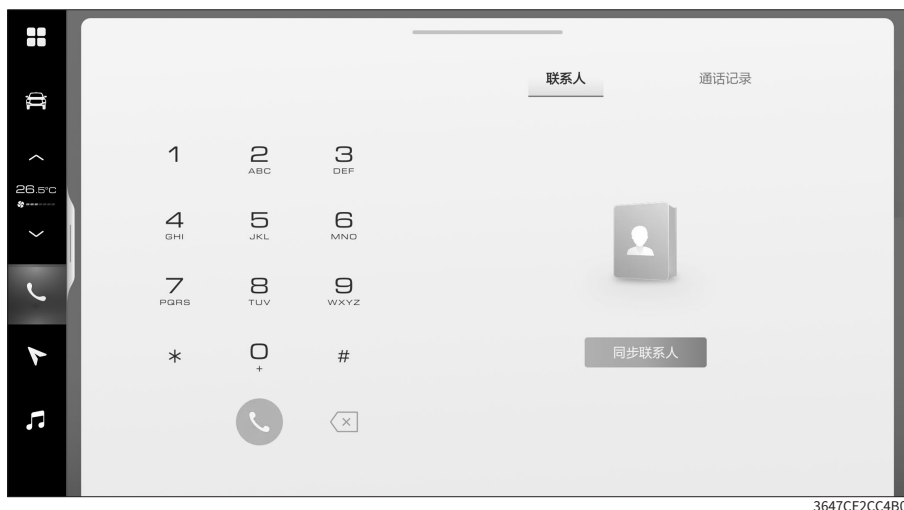 联系人 通话记录
26.5°C
1 2 3
ABC DEF
4 5 6
GHI JKL MNO
7 8 9
PQRS TUV WXYZ
* 0 #
+
同步联系人
3647CE2CC4B0